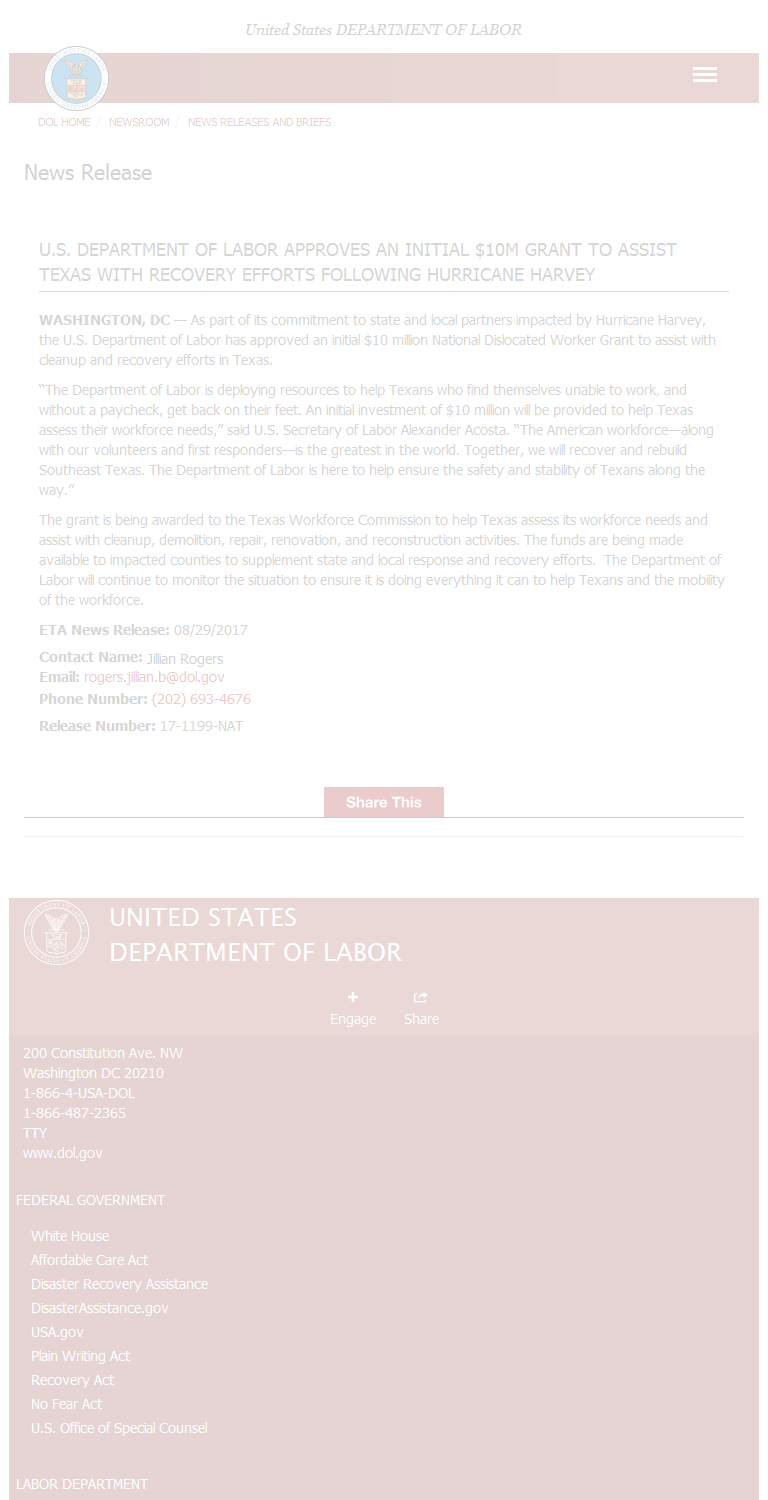 United States DEPARTMENT OF LABOR
DOL HOME / NEWSROOM / NEWS RELEASES AND BRIEFS
News Release
U.S. DEPARTMENT OF LABOR APPROVES AN INITIAL $10M GRANT TO ASSIST
TEXAS WITH RECOVERY EFFORTS FOLLOWING HURRICANE HARVEY
WASHINGTON, DC — As part of its commitment to state and local partners impacted by Hurricane Harvey,
the U.S. Department of Labor has approved an initial $10 million National Dislocated Worker Grant to assist with
cleanup and recovery efforts in Texas.
“The Department of Labor is deploying resources to help Texans who find themselves unable to work, and
without a paycheck, get back on their feet. An initial investment of $10 million will be provided to help Texas
assess their workforce needs,” said U.S. Secretary of Labor Alexander Acosta. “The American workforce—along
with our volunteers and first responders—is the greatest in the world. Together, we will recover and rebuild
Southeast Texas. The Department of Labor is here to help ensure the safety and stability of Texans along the
way.”
The grant is being awarded to the Texas Workforce Commission to help Texas assess its workforce needs and
assist with cleanup, demolition, repair, renovation, and reconstruction activities. The funds are being made
available to impacted counties to supplement state and local response and recovery efforts.  The Department of
Labor will continue to monitor the situation to ensure it is doing everything it can to help Texans and the mobility
of the workforce.
ETA News Release: 08/29/2017
Contact Name: Jillian Rogers
Email: rogers.jillian.b@dol.gov
Phone Number: (202) 693-4676
Release Number: 17-1199-NAT
Share This
UNITED STATES
DEPARTMENT OF LABOR
Engage Share
200 Constitution Ave. NW
Washington DC 20210
1-866-4-USA-DOL
1-866-487-2365
TTY
www.dol.gov
FEDERAL GOVERNMENT
White House
Affordable Care Act
Disaster Recovery Assistance
DisasterAssistance.gov
USA.gov
Plain Writing Act
Recovery Act
No Fear Act
U.S. Office of Special Counsel
LABOR DEPARTMENT